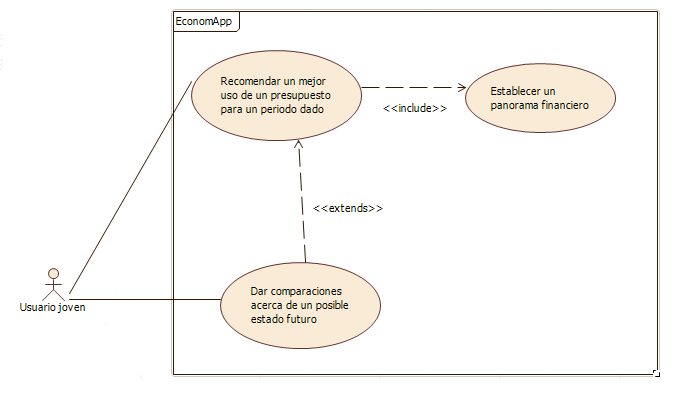 EconomApp
Recomendar un mejor
uso de un presupuesto
para un periodo dado
<<include>>
Establecer un
panorama financiero
<<extends>>
Dar comparaciones
acerca de un posible
estado futuro
Usuario joven